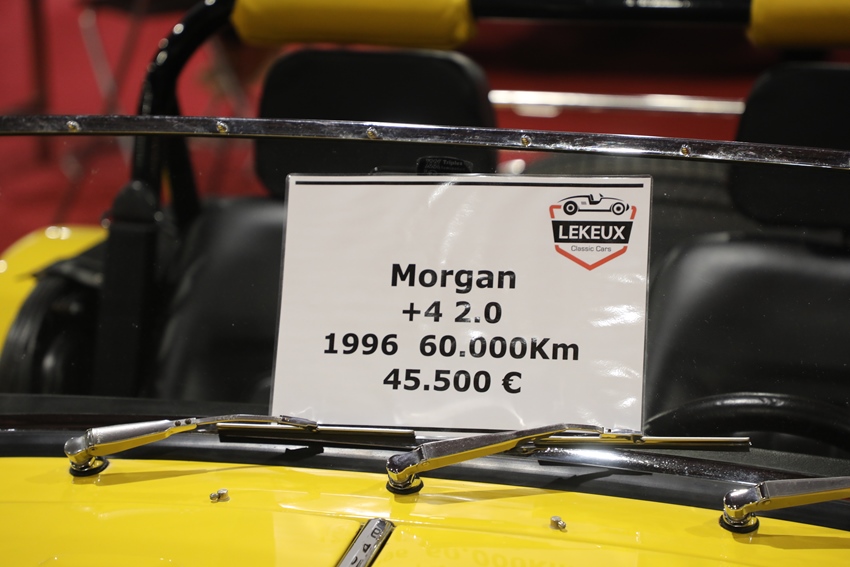 LEKEUX
Classic Cars
Morgan
+4 2.0
1996 60.000Km
45.500 €